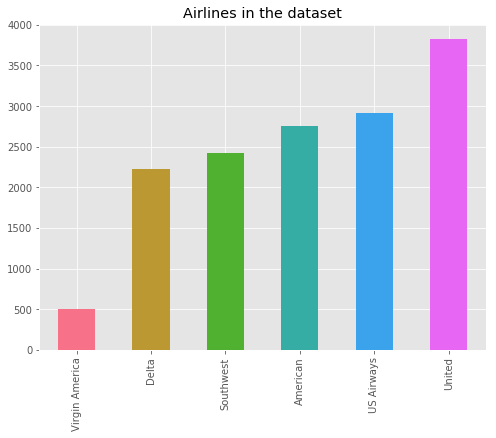 Airlines in the dataset
4000
3500
3000
2500
2000
1500
1000
500
0
Virgin America
Delta
Southwest
American
US Airways
United